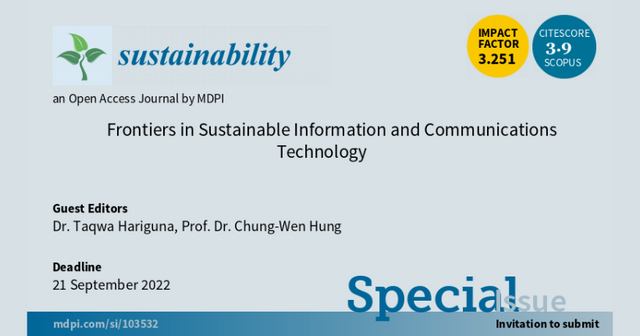 sustainability
IMPACT
FACTOR
3.251
CITESCORE
3.9
SCOPUS
an Open Access Journal by MDPI
Frontiers in Sustainable Information and Communications
Technology
Guest Editors
Dr. Taqwa Hariguna, Prof. Dr. Chung-Wen Hung
Deadline
21 September 2022
Special
Issue
mdpi.com/si/103532
Invitation to submit